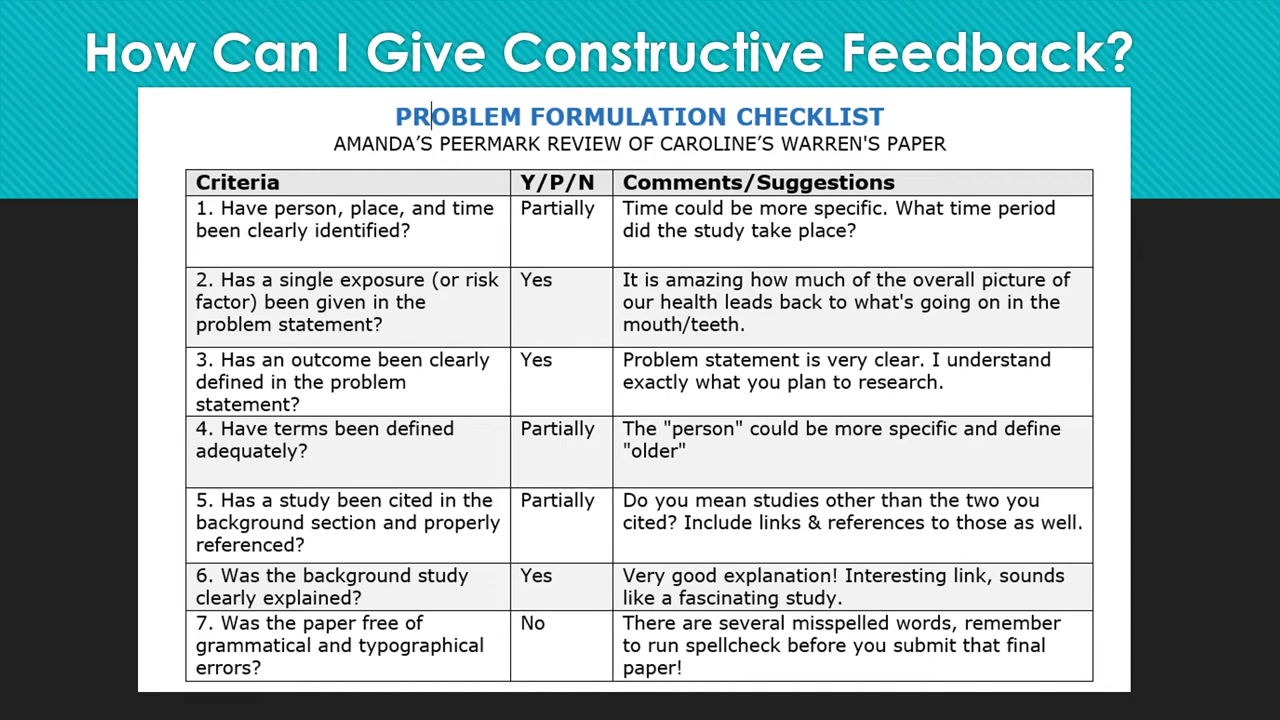 How Can I Give Constructive Feedback?
PROBLEM FORMULATION CHECKLIST
AMANDA’S PEERMARK REVIEW OF CAROLINE’S WARREN'S PAPER
Criteria Y/P/N Comments/Suggestions
1. Have person, place, and time Partially Time could be more specific. What time period
been clearly identified? did the study take place?
2. Has a single exposure (or risk Yes It is amazing how much of the overall picture of
factor) been given in the our health leads back to what's going on in the
problem statement? mouth/teeth.
3. Has an outcome been clearly Yes Problem statement is very clear. I understand
defined in the problem exactly what you plan to research.
statement?
4. Have terms been defined Partially The "person" could be more specific and define
adequately? "older"
5. Has a study been cited in the Partially Do you mean studies other than the two you
background section and properly cited? Include links & references to those as well.
referenced?
6. Was the background study Yes Very good explanation! Interesting link, sounds
clearly explained? like a fascinating study.
7. Was the paper free of No There are several misspelled words, remember
grammatical and typographical to run spellcheck before you submit that final
errors? paper!